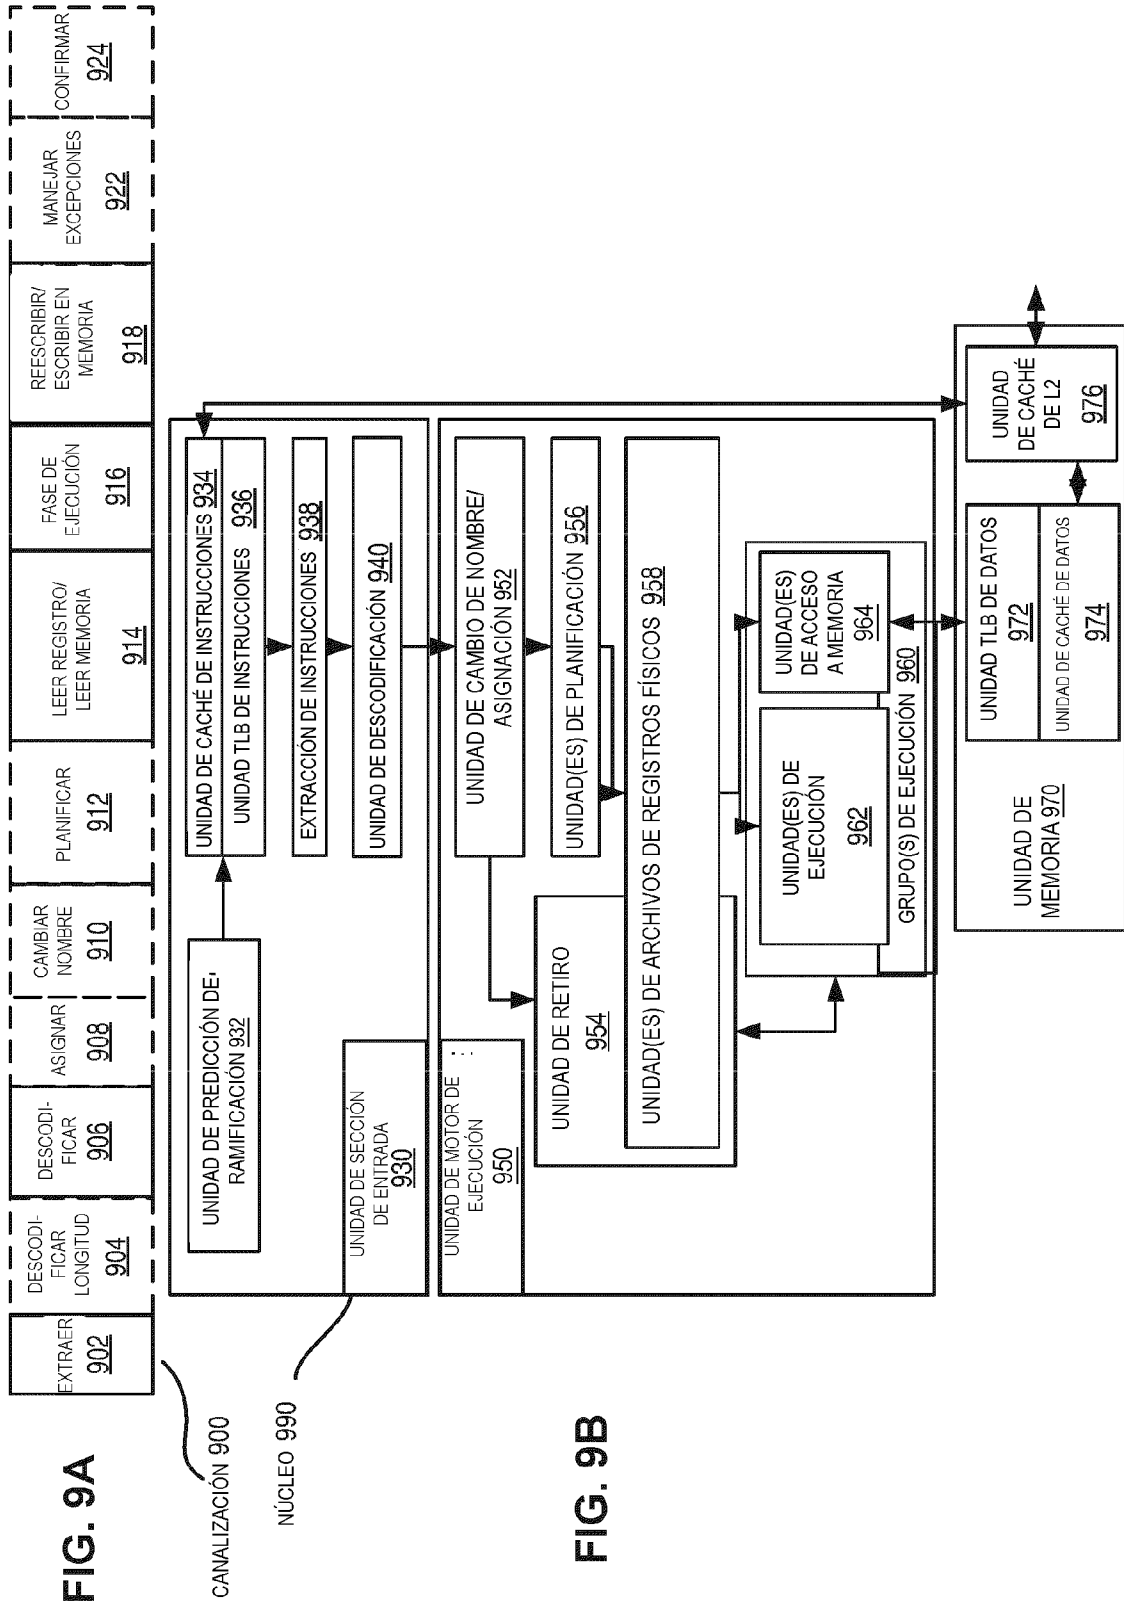 FIG. 9A
EXTRAER
902
DESCODI-
FICAR
LONGITUD
904
DESCODI-
FICAR
906
ASIGNAR
908
CAMBIAR
NOMBRE
910
PLANIFICAR
912
LEER REGISTRO/
LEER MEMORIA
914
FASE DE
EJECUCIÓN
916
REESCRIBIR/
ESCRIBIR EN
MEMORIA
918
MANEJAR
EXCEPCIONES
922
CONFIRMAR
924
CANALIZACIÓN 900
NÚCLEO 990
FIG. 9B
UNIDAD DE PREDICCIÓN DE
RAMIFICACIÓN 932
UNIDAD DE CACHÉ DE INSTRUCCIONES 934
UNIDAD TLB DE INSTRUCCIONES 936
EXTRACCIÓN DE INSTRUCCIONES 938
UNIDAD DE DESCODIFICACIÓN 940
UNIDAD DE SECCIÓN
DE ENTRADA
930
UNIDAD DE MOTOR DE
EJECUCIÓN
950
UNIDAD DE CAMBIO DE NOMBRE/
ASIGNACIÓN 952
UNIDAD DE RETIRO
954
UNIDAD(ES) DE PLANIFICACIÓN 956
UNIDAD(ES) DE ARCHIVOS DE REGISTROS FÍSICOS 958
UNIDAD(ES) DE
EJECUCIÓN
962
UNIDAD(ES)
DE ACCESO
A MEMORIA
964
GRUPO(S) DE EJECUCIÓN 960
UNIDAD DE
MEMORIA 970
UNIDAD TLB DE DATOS
972
UNIDAD DE CACHÉ DE DATOS
974
UNIDAD
DE CACHÉ
DE L2
976